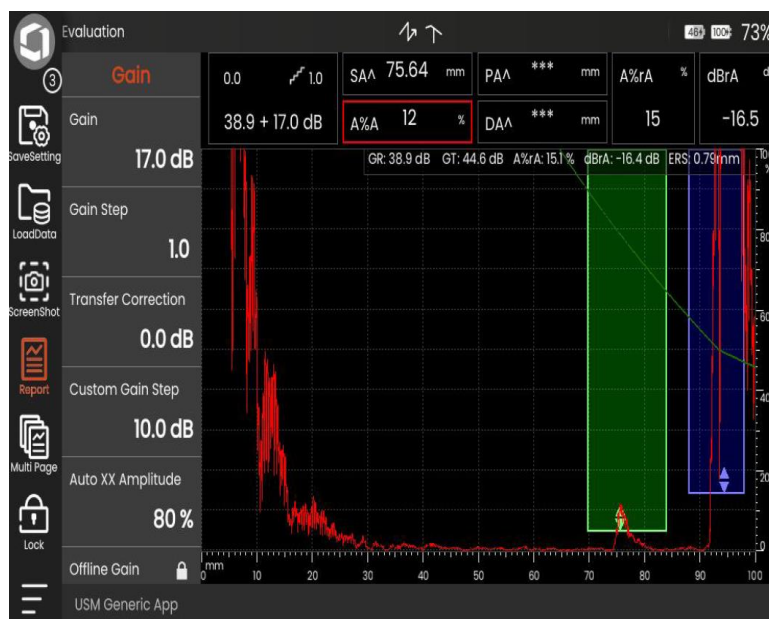 Evaluation
46% 100% 73%
3
Gain
0.0 1.0
SA^ 75.64 mm
PA^ *** mm
A%rA %
dBrA d
38.9 + 17.0 dB
A%A 12 %
DA^ *** mm
15
-16.5
SaveSetting
LoadData
ScreenShot
Report
Multi Page
Lock
Gain
17.0 dB
Gain Step
1.0
Transfer Correction
0.0 dB
Custom Gain Step
10.0 dB
Auto XX Amplitude
80 %
Offline Gain
GR: 38.9 dB GT: 44.6 dB A%rA: 15.1 % dBrA: -16.4 dB ERS: 0.79mm
80
60
40
20
0
0 mm 10 20 30 40 50 60 70 80 90 100
USM Generic App